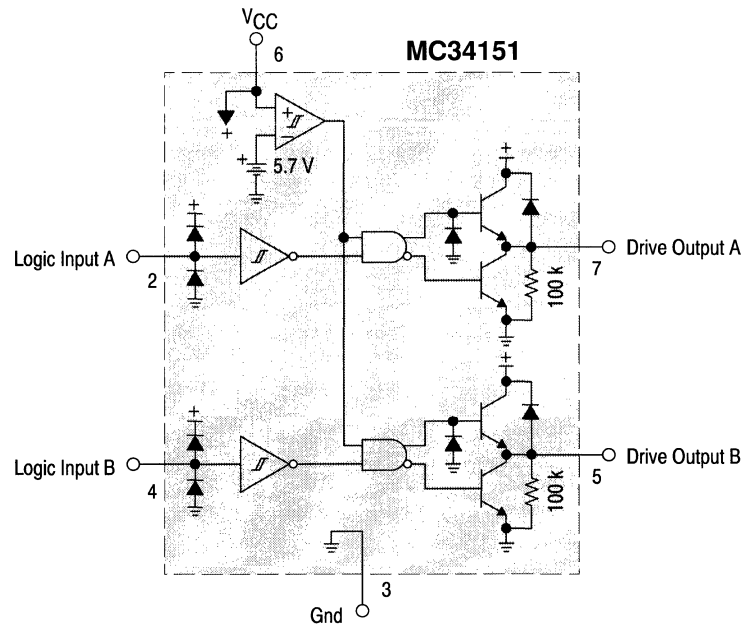 VCC
6
MC34151
+
+
−
+
5.7 V
+
+
Logic Input A
2
Drive Output A
7
100 k
+
+
Logic Input B
4
Drive Output B
5
100 k
3
Gnd